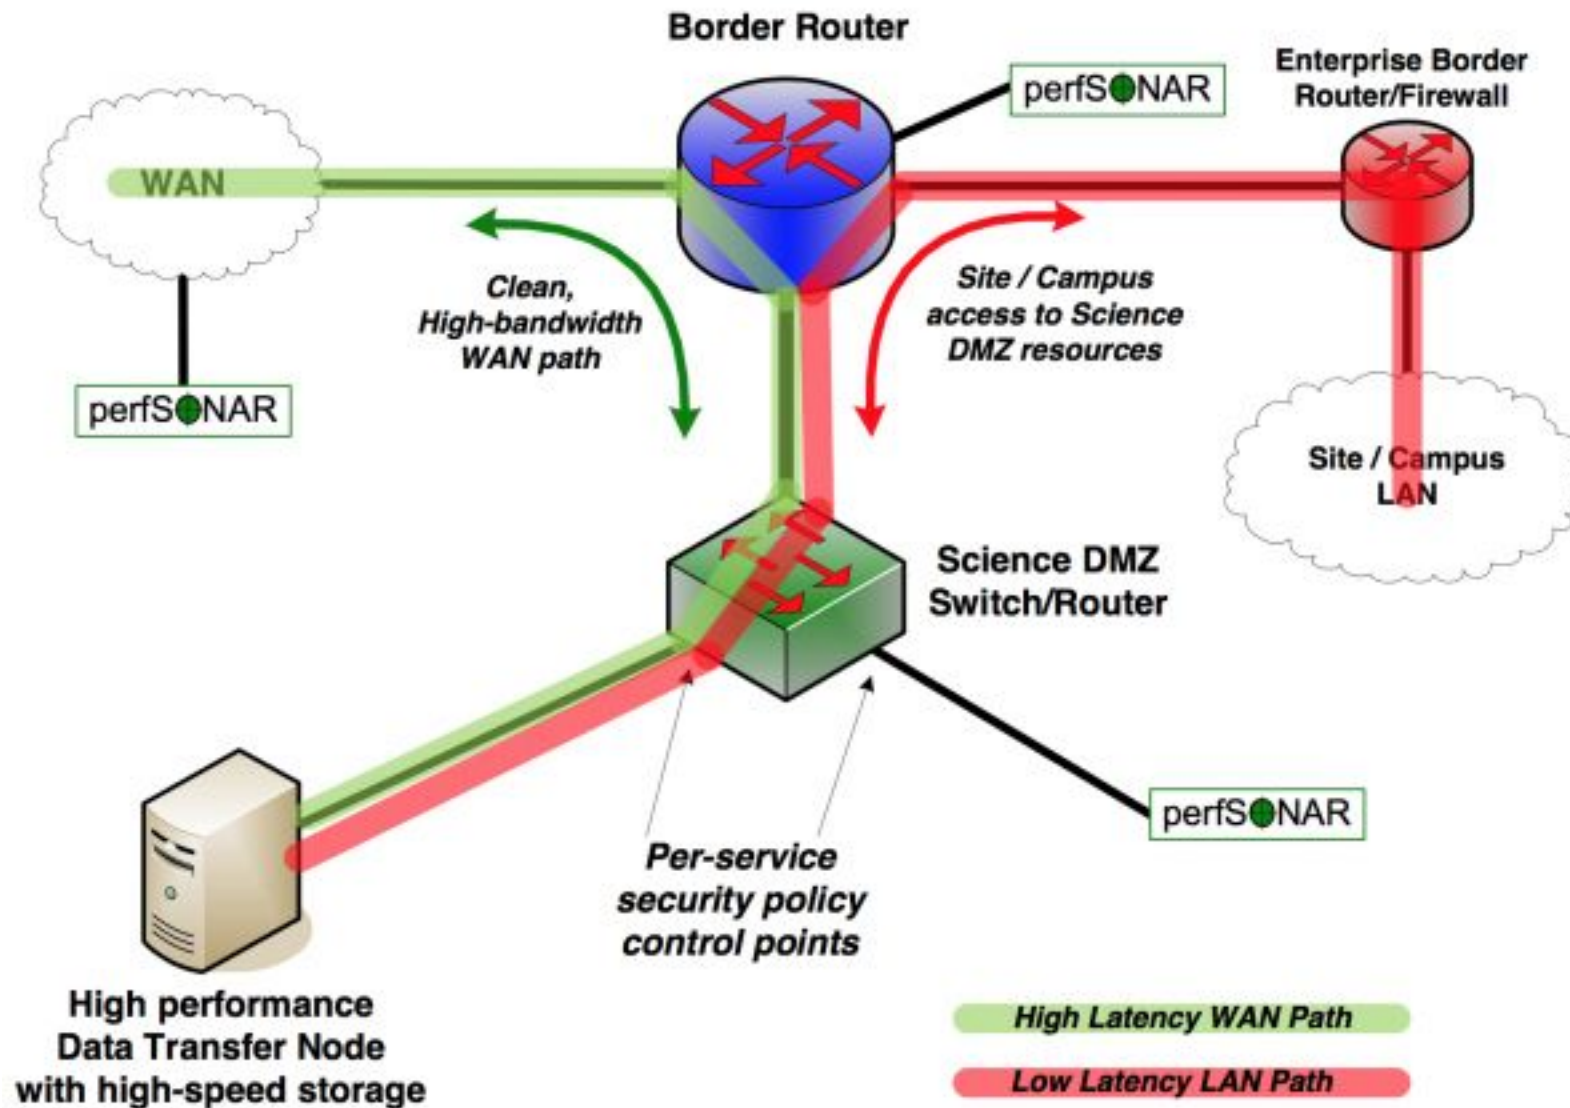 Border Router
perfSONAR
Enterprise Border
Router/Firewall
WAN
Clean,
High-bandwidth
WAN path
Site / Campus
access to Science
DMZ resources
perfSONAR
Site / Campus
LAN
Science DMZ
Switch/Router
perfSONAR
Per-service
security policy
control points
High performance
Data Transfer Node
with high-speed storage
High Latency WAN Path
Low Latency LAN Path